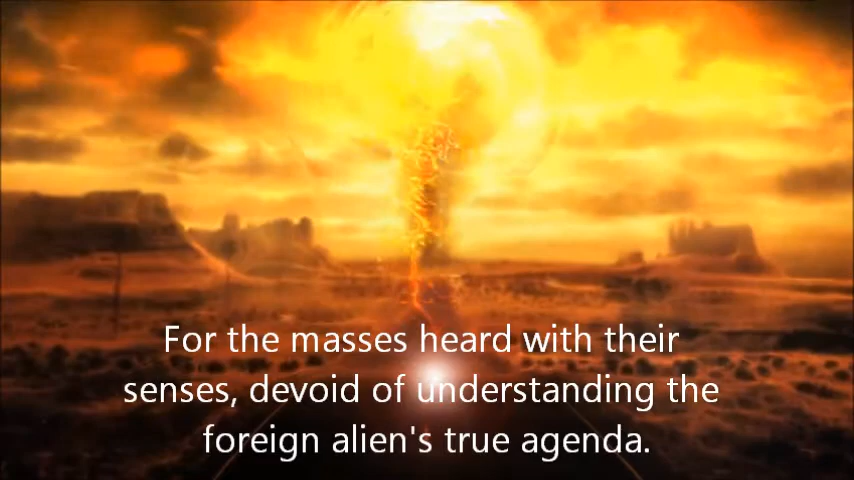 For the masses heard with their
senses, devoid of understanding the
foreign alien's true agenda.